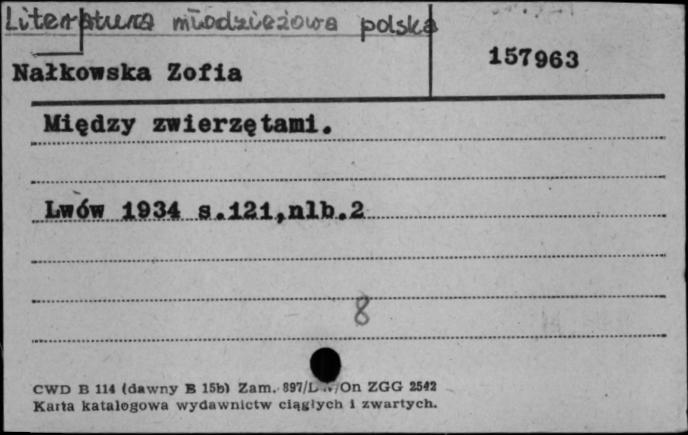 Literatura młodzieżowa polska
157963
Nałkowska Zofia
Między zwierzętami.
Lwów 1934 s.121,nlb.2
8
CWD B 114 (dawny B 15b) Zam. 897/ /On ZGG 2542
Karta katalogowa wydawnictw ciągłych i zwartych.